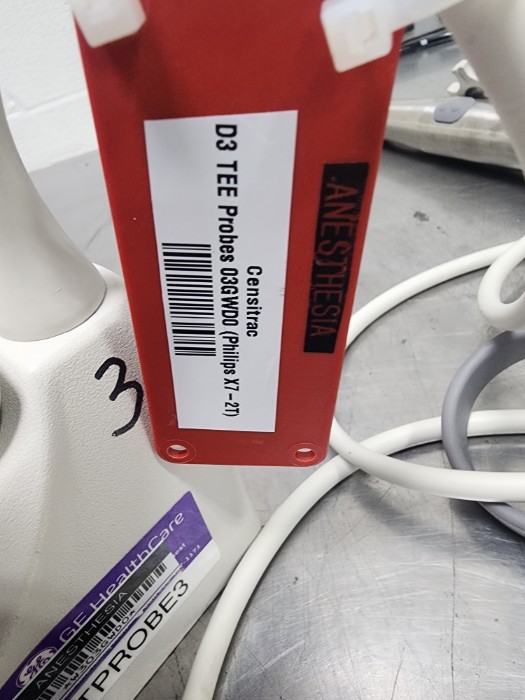 Censitrac
D3 TEE Probes 03GWD0 (Philips X7-2T)
ANESTHESIA
3
GE HealthCare
ANESTHESIA
TPROBE3